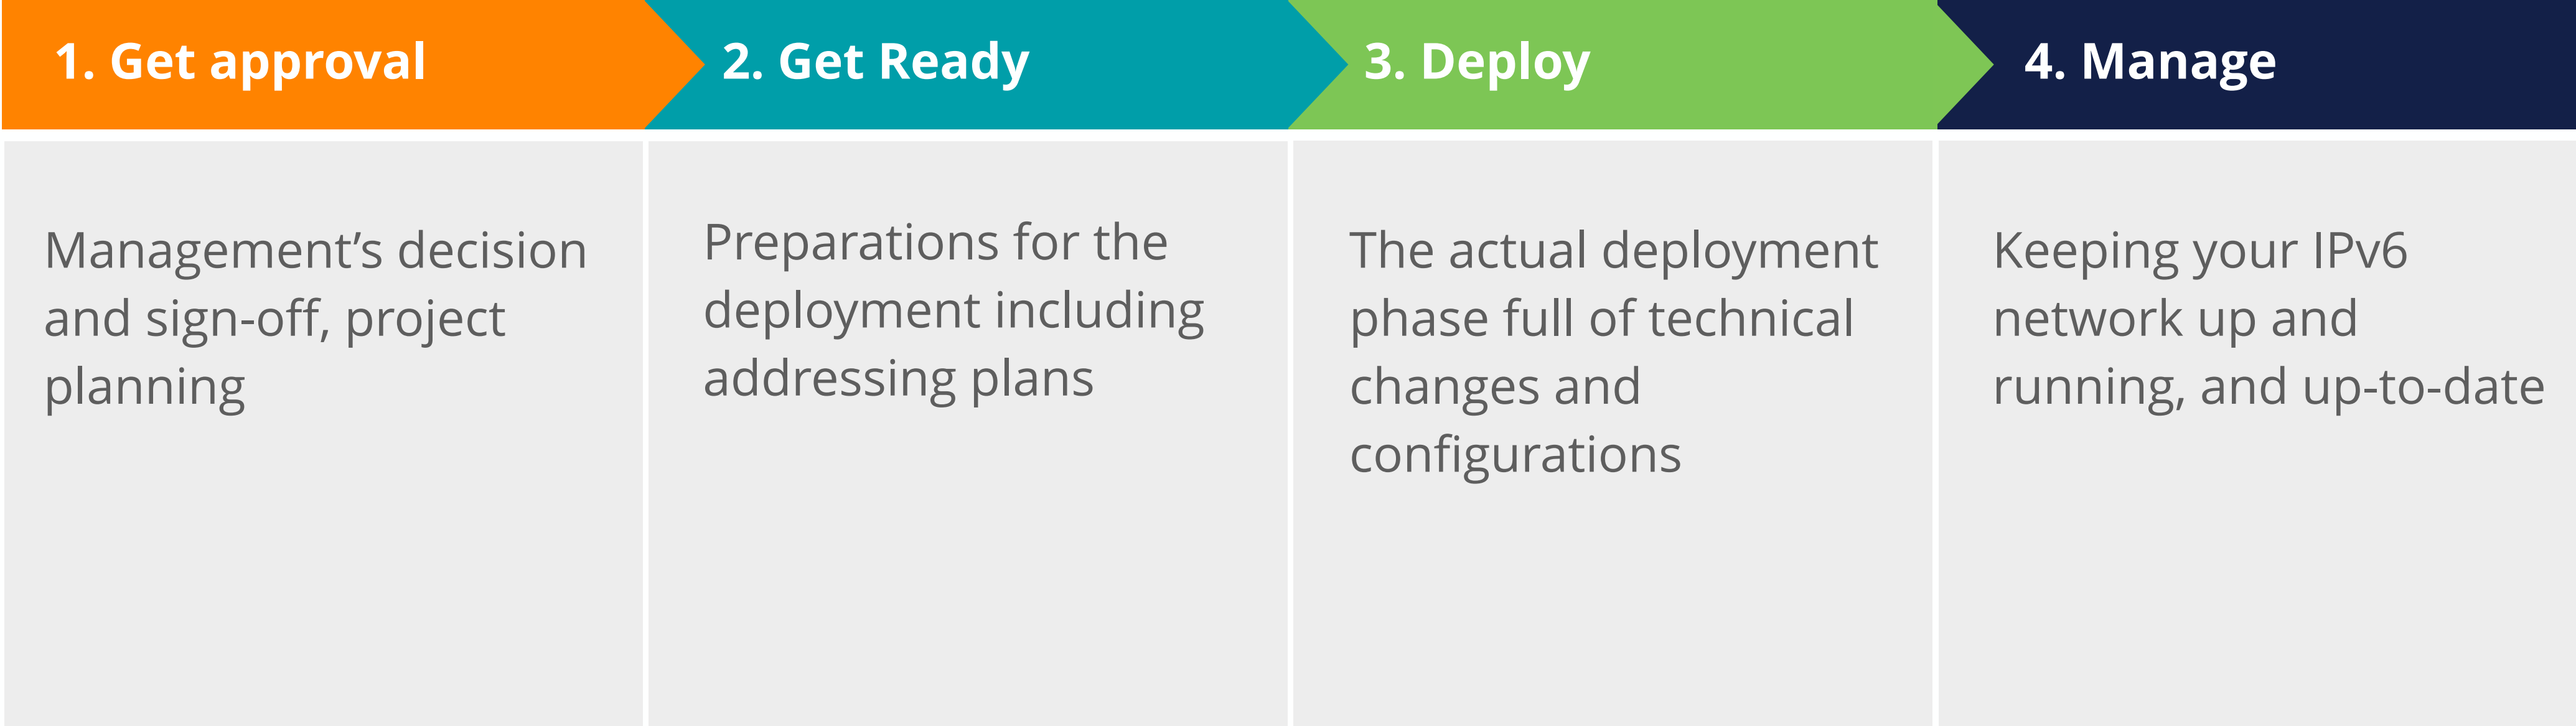 1. Get approval
2. Get Ready
3. Deploy
4. Manage
Management’s decision
and sign-off, project
planning
Preparations for the
deployment including
addressing plans
The actual deployment
phase full of technical
changes and
configurations
Keeping your IPv6
network up and
running, and up-to-date